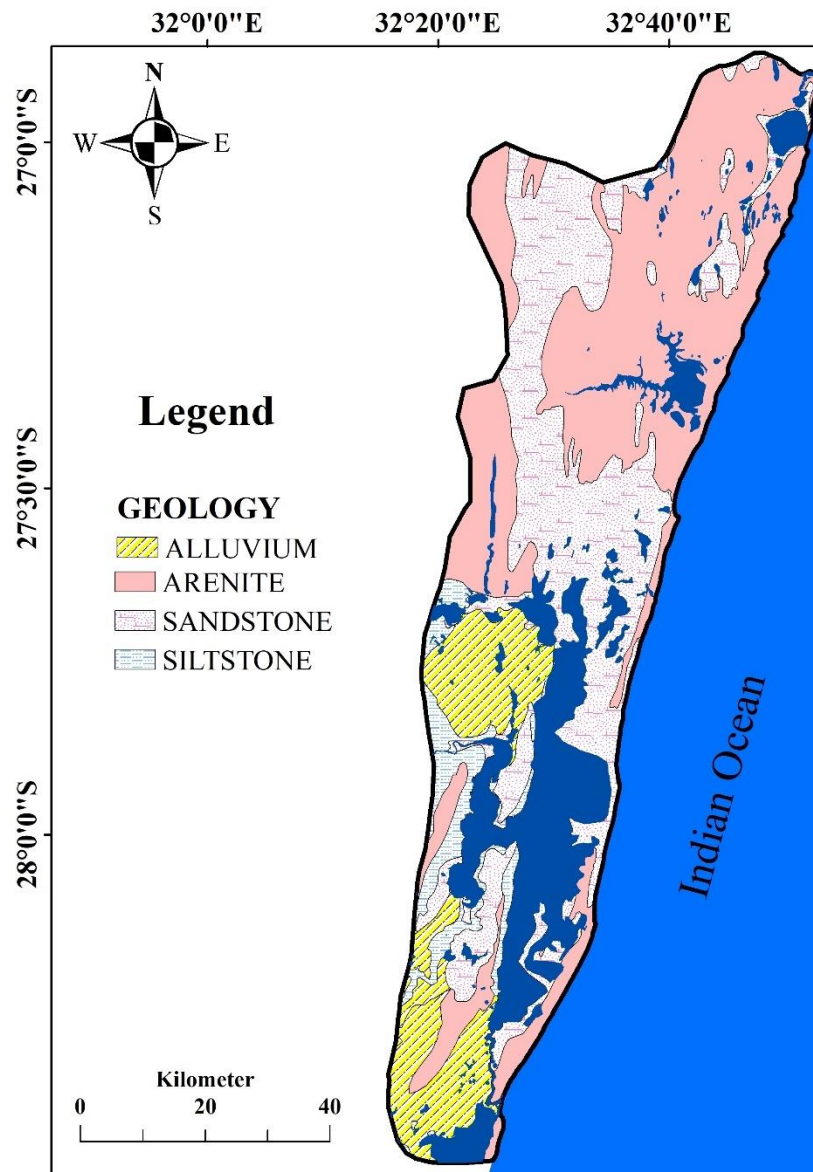 32°0'0"E 32°20'0"E 32°40'0"E
N
W E
S
27°0'0"S
27°30'0"S
28°0'0"S
Legend
GEOLOGY
ALLUVIUM
ARENITE
SANDSTONE
SILTSTONE
Indian Ocean
Kilometer
0 20 40